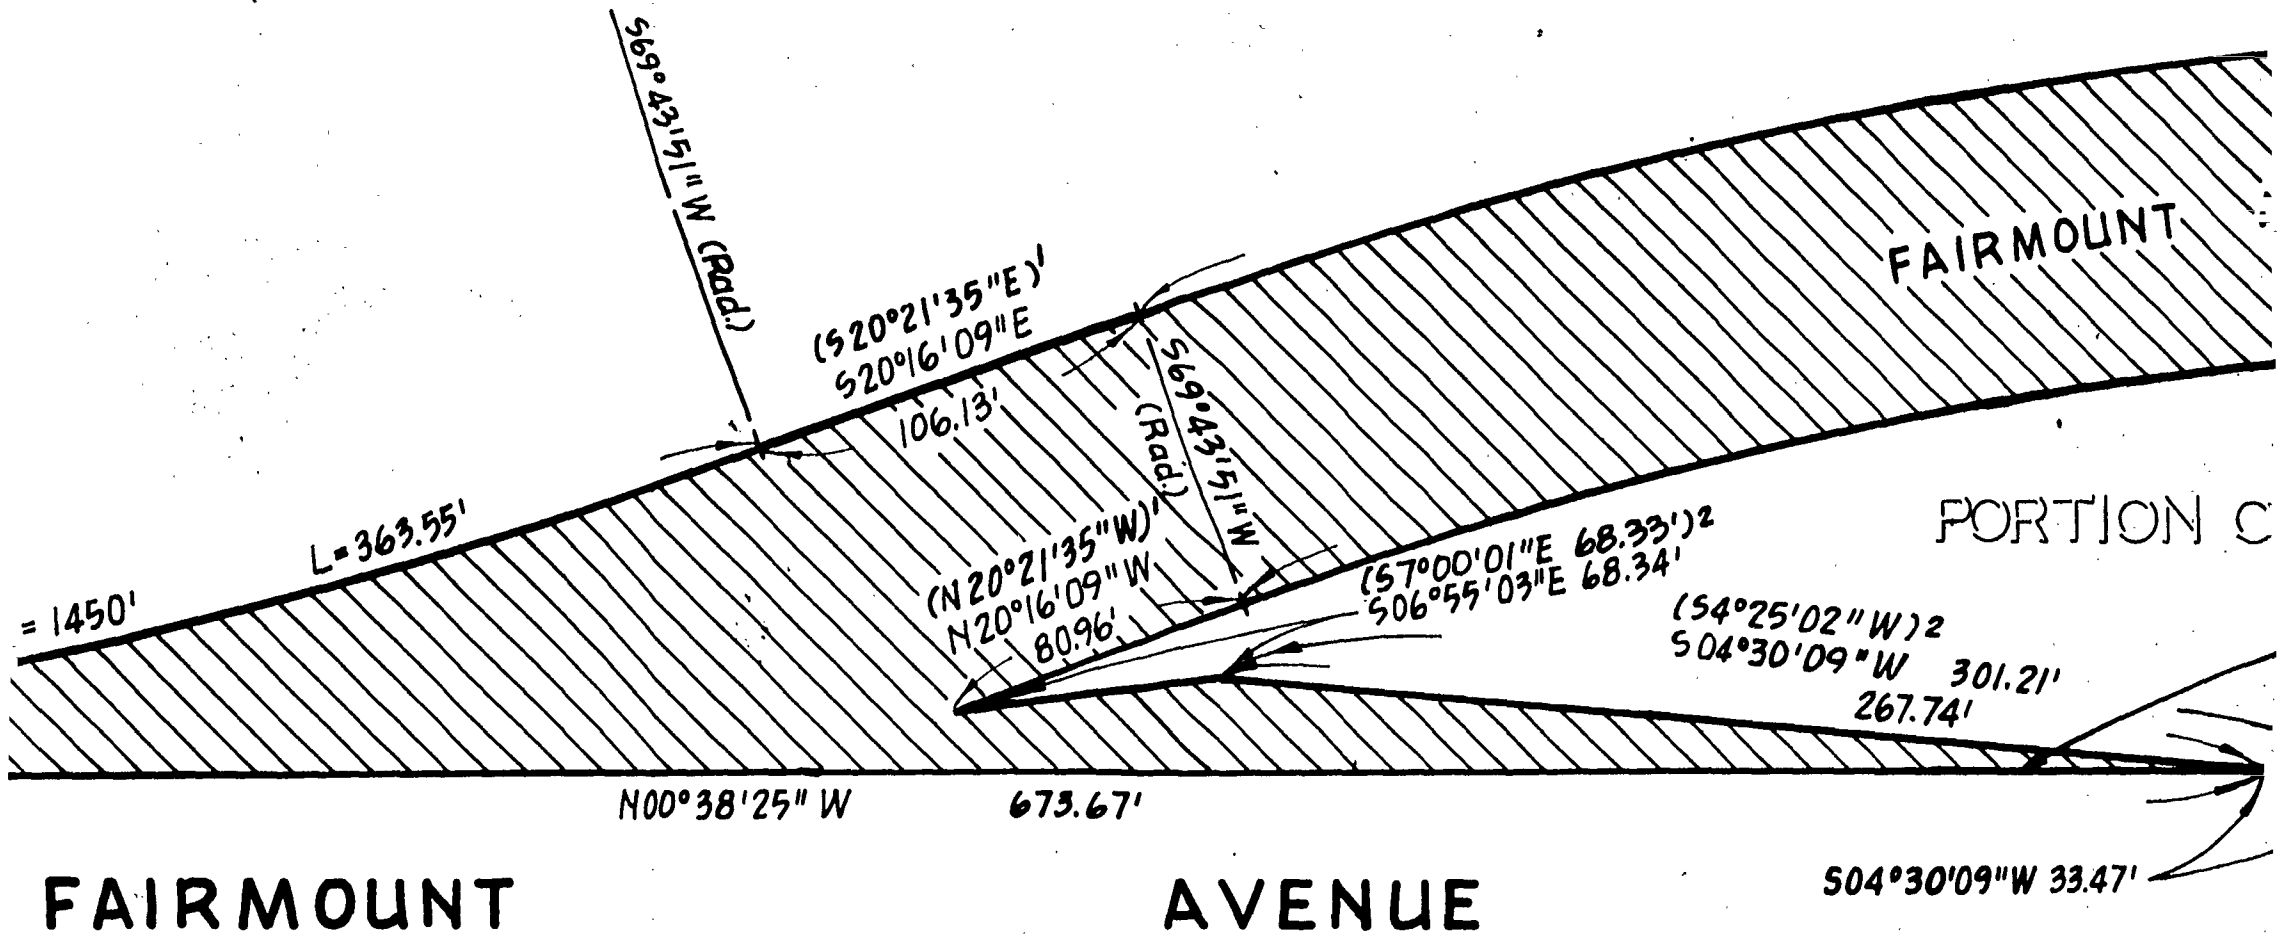 S69°43'51"W (Rad.)
(S20°21'35"E)¹
S20°16'09"E
106.13'
S69°43'51"W
(Rad.)
FAIRMOUNT
L=363.55'
= 1450'
(N20°21'35"W)¹
N20°16'09"W
80.96'
(S7°00'01"E 68.33')²
S06°55'03"E 68.34'
PORTION
(S4°25'02"W)²
S04°30'09"W 301.21'
267.74'
N00°38'25"W 673.67'
S04°30'09"W 33.47'
FAIRMOUNT AVENUE